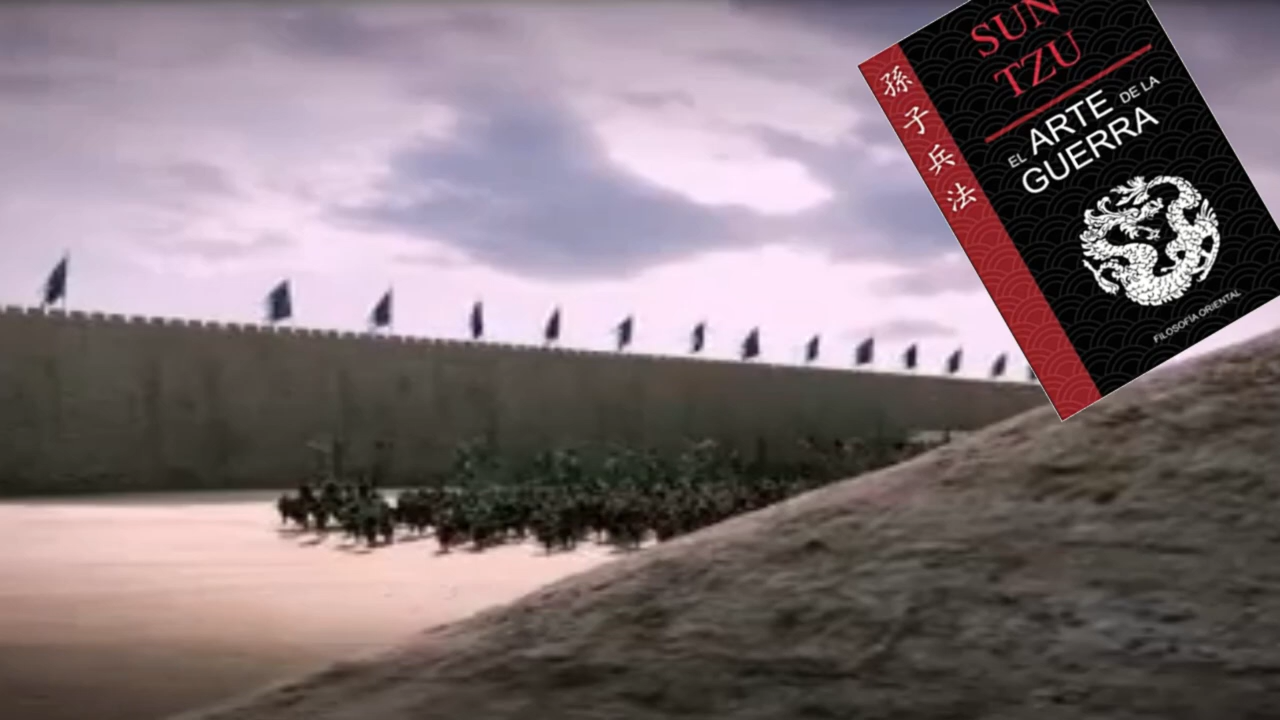 孫子兵法
SUN
TZU
EL ARTE DE LA
GUERRA
FILOSOFÍA ORIENTAL